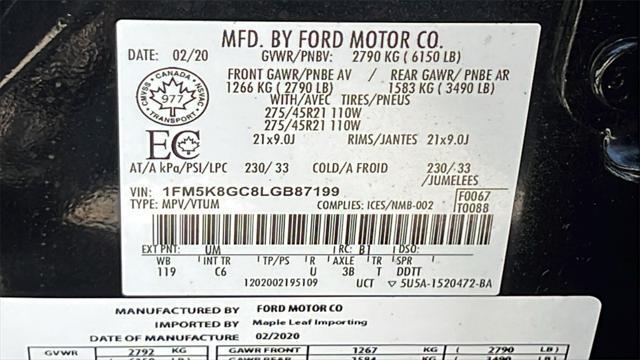 MFD. BY FORD MOTOR CO.
DATE: 02/20 GVWR/PNBV: 2790 KG ( 6150 LB)
FRONT GAWR/PNBE AV / REAR GAWR/ PNBE AR
1266 KG ( 2790 LB) 1583 KG ( 3490 LB)
WITH/AVEC TIRES/PNEUS
275/45R21 110W
275/45R21 110W
21x9.0J RIMS/JANTES 21x9.0J
CANADA
CMVSS NSVAC
977
TRANSPORT
EC
AT/A kPa/PSI/LPC 230/ 33 COLD/A FROID 230/ 33
/JUMELEES
VIN: 1FM5K8GC8LGB87199
TYPE: MPV/VTUM COMPLIES: ICES/NMB-002
F0067
T0088
EXT PNT: UM RC: B1 DSO:
WB INT TR TP/PS R AXLE TR SPR
119 C6 U 3B T DDTT
1202002195109 UCT 5U5A-1520472-BA
MANUFACTURED BY FORD MOTOR CO
IMPORTED BY Maple Leaf Importing
DATE OF MANUFACTURE 02/2020
GVWR 2792 KG GAWR FRONT 1267 KG ( 2790 LB )